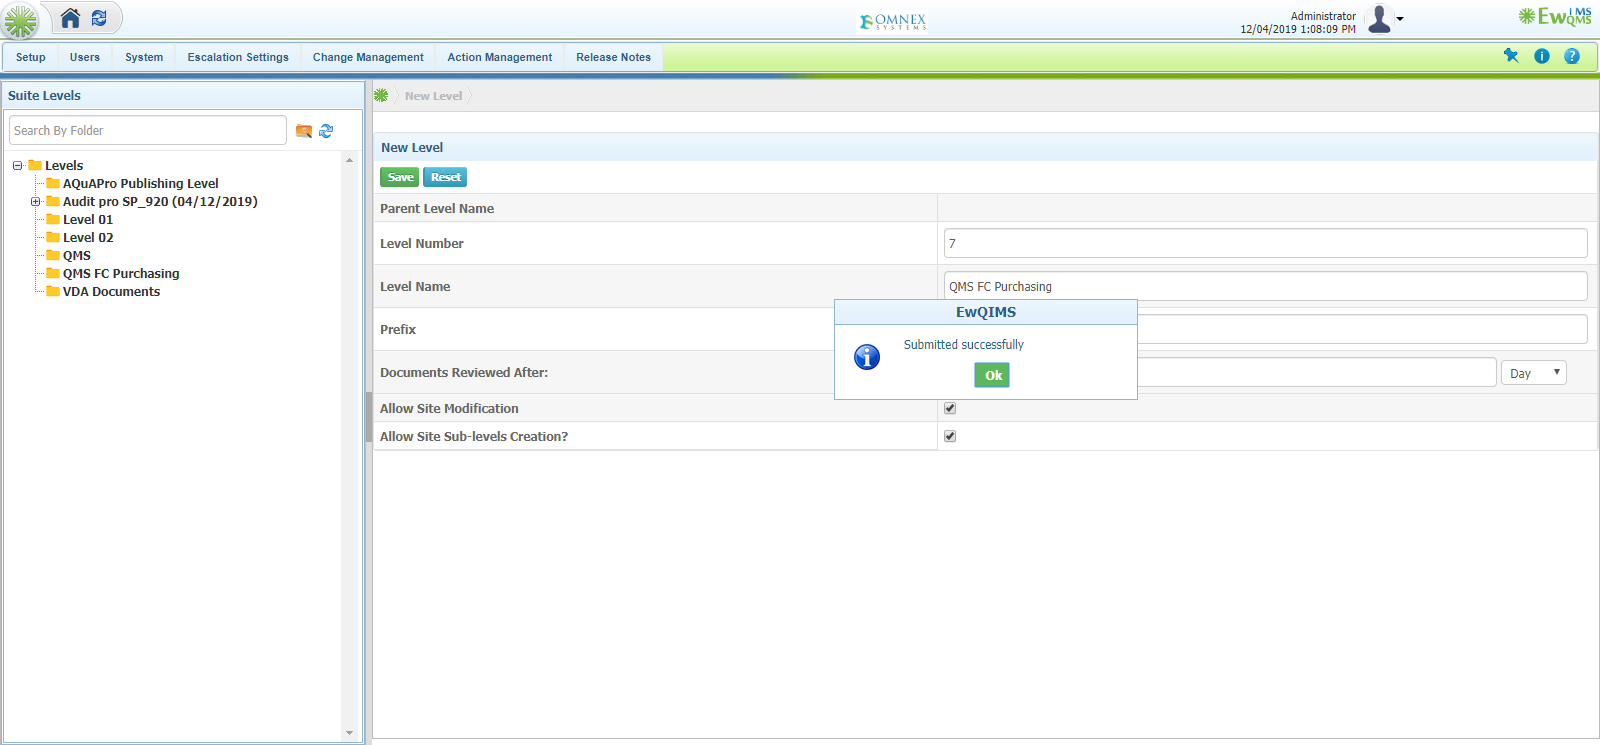 OMNEX
SYSTEMS
Administrator
12/04/2019 1:08:09 PM
EwIMS
QMS
Setup Users System Escalation Settings Change Management Action Management Release Notes
Suite Levels
Search By Folder
Levels
AQuAPro Publishing Level
Audit pro SP_920 (04/12/2019)
Level 01
Level 02
QMS
QMS FC Purchasing
VDA Documents
New Level
New Level
Save Reset
Parent Level Name
Level Number 7
Level Name QMS FC Purchasing
Prefix
Documents Reviewed After: Day
Allow Site Modification
Allow Site Sub-levels Creation?
EwQIMS
Submitted successfully
Ok